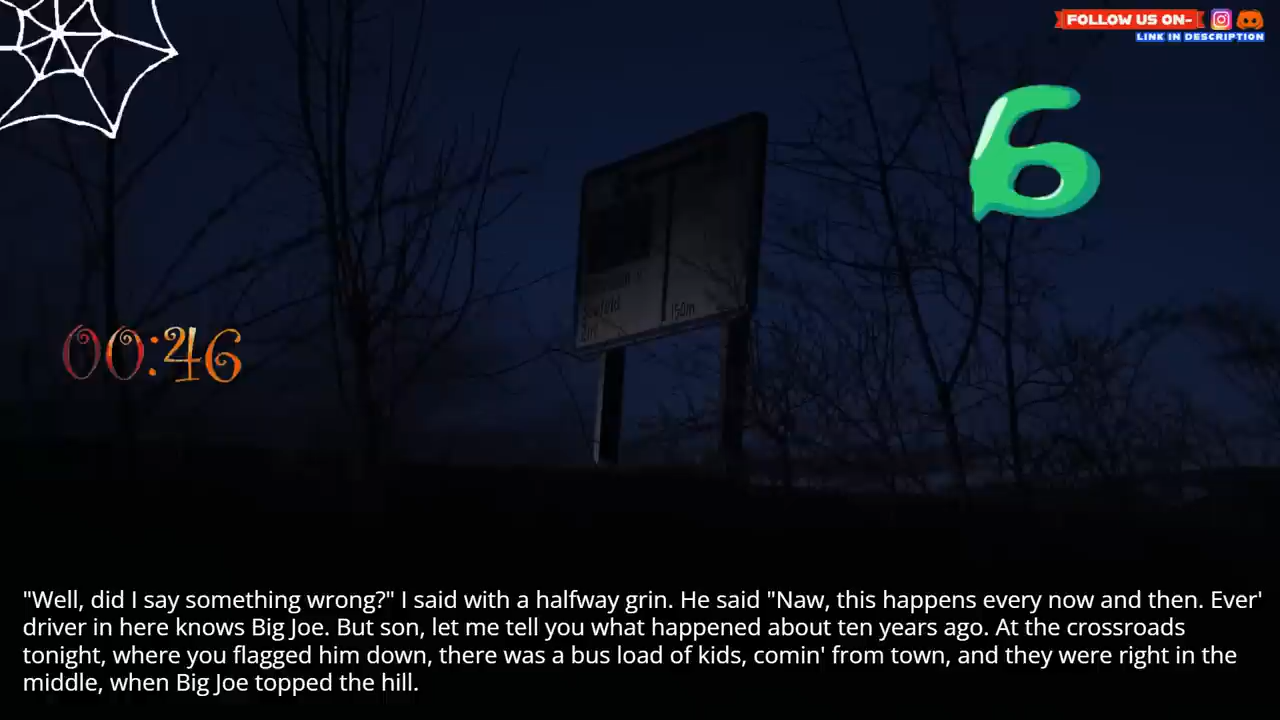 FOLLOW US ON-
LINK IN DESCRIPTION
6
150m
00:46
"Well, did I say something wrong?" I said with a halfway grin. He said "Naw, this happens every now and then. Ever'
driver in here knows Big Joe. But son, let me tell you what happened about ten years ago. At the crossroads
tonight, where you flagged him down, there was a bus load of kids, comin' from town, and they were right in the
middle, when Big Joe topped the hill.